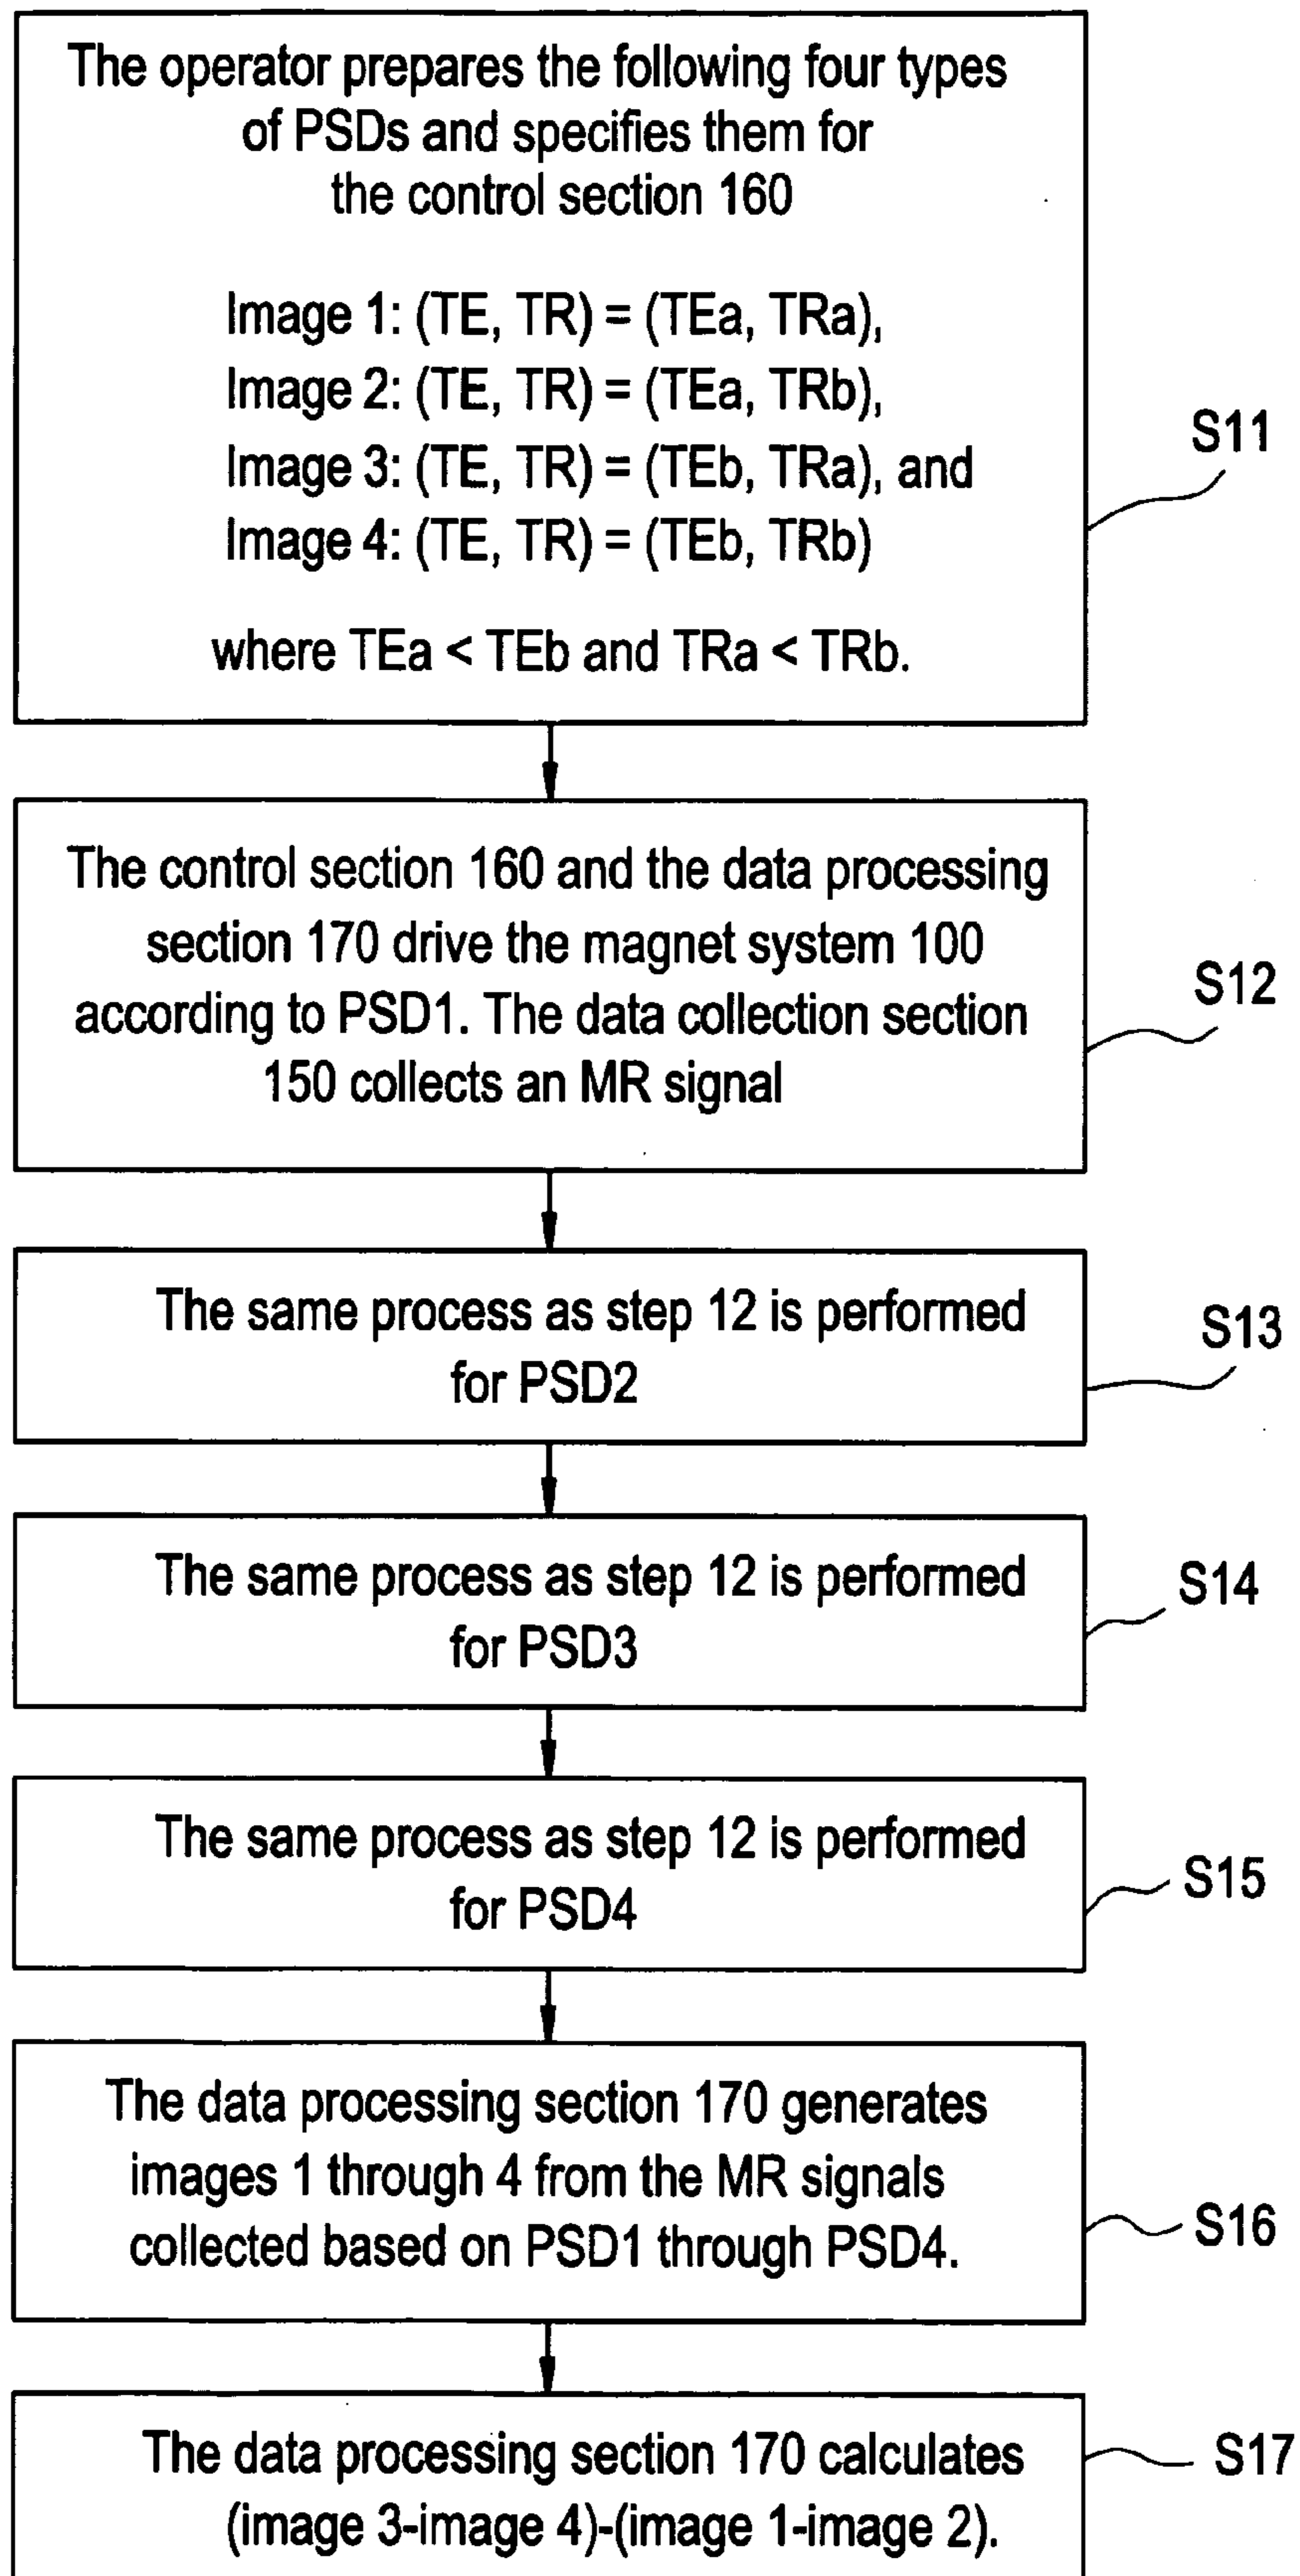 The operator prepares the following four types
of PSDs and specifies them for
the control section 160
Image 1: (TE, TR) = (TEa, TRa),
Image 2: (TE, TR) = (TEa, TRb),
Image 3: (TE, TR) = (TEb, TRa), and
Image 4: (TE, TR) = (TEb, TRb)
where TEa < TEb and TRa < TRb.
S11
The control section 160 and the data processing
section 170 drive the magnet system 100
according to PSD1. The data collection section
150 collects an MR signal
S12
The same process as step 12 is performed
for PSD2
S13
The same process as step 12 is performed
for PSD3
S14
The same process as step 12 is performed
for PSD4
S15
The data processing section 170 generates
images 1 through 4 from the MR signals
collected based on PSD1 through PSD4.
S16
The data processing section 170 calculates
(image 3-image 4)-(image 1-image 2).
S17